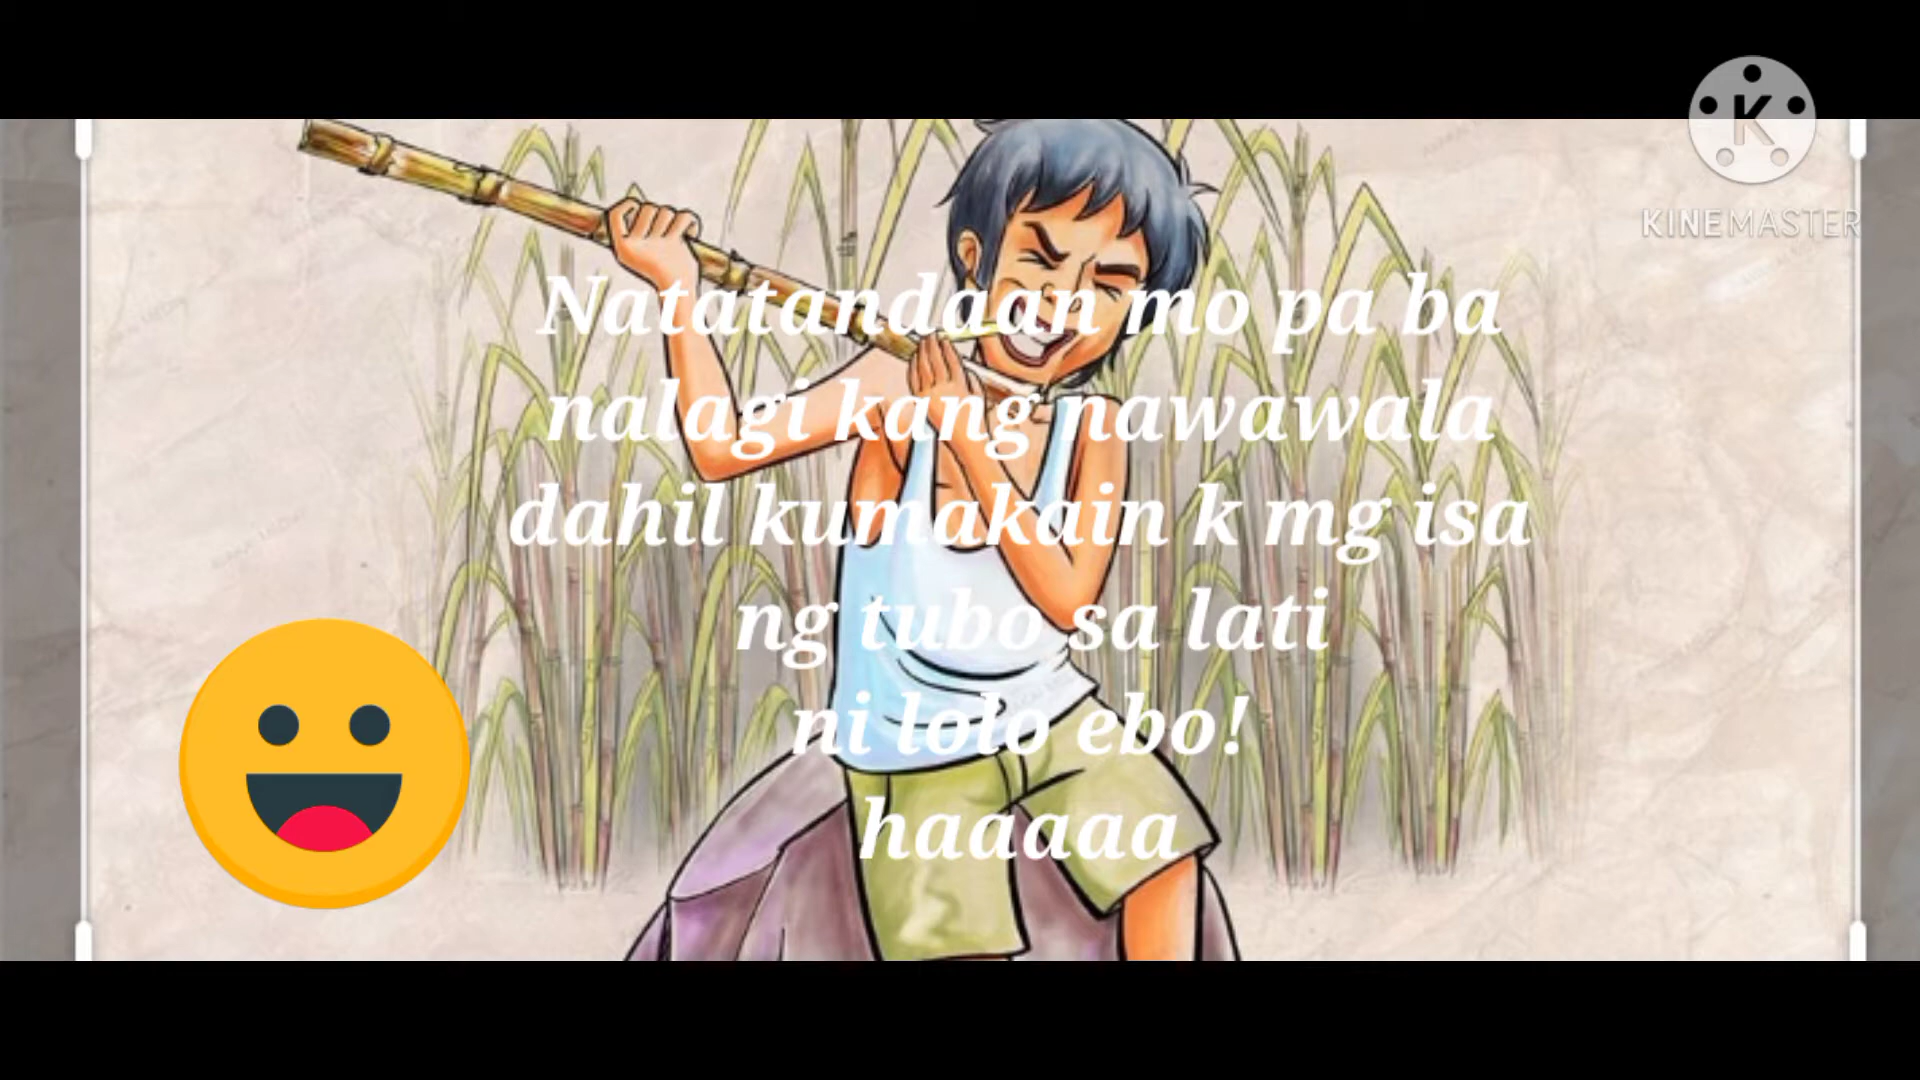 KINEMASTER
Natatandaan mo pa ba
nalagi kang nawawala
dahil kumakain k mg isa
ng tubo sa lati
ni lolo ebo!
haaaaa